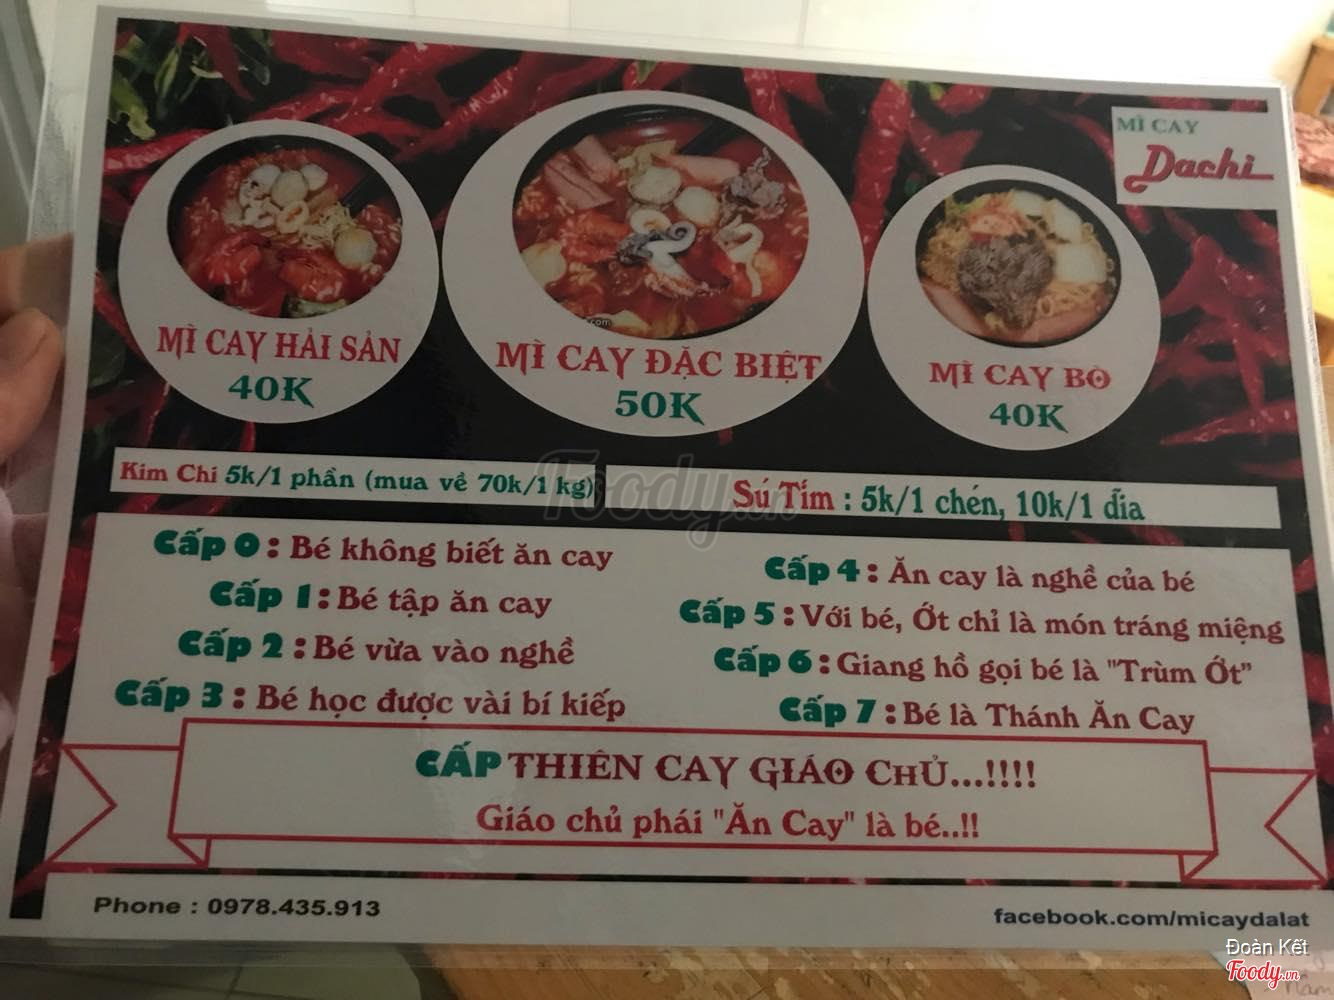 MÌ CAY
Dachi
MÌ CAY HẢI SẢN
40K
MÌ CAY ĐẶC BIỆT
50K
MÌ CAY BÒ
40K
Kim Chi 5k/1 phần (mua về 70k/1 kg)
Sú Tím : 5k/1 chén, 10k/1 dĩa
Cấp 0 : Bé không biết ăn cay
Cấp 1 : Bé tập ăn cay
Cấp 2 : Bé vừa vào nghề
Cấp 3 : Bé học được vài bí kiếp
Cấp 4 : Ăn cay là nghề của bé
Cấp 5 : Với bé, Ớt chỉ là món tráng miệng
Cấp 6 : Giang hồ gọi bé là "Trùm Ớt"
Cấp 7 : Bé là Thánh Ăn Cay
CẤP THIÊN CAY GIÁO CHỦ...!!!!
Giáo chủ phái "Ăn Cay" là bé..!!
Phone : 0978.435.913
facebook.com/micaydalat
Foody.vn
Đoàn Kết
Foody.vn